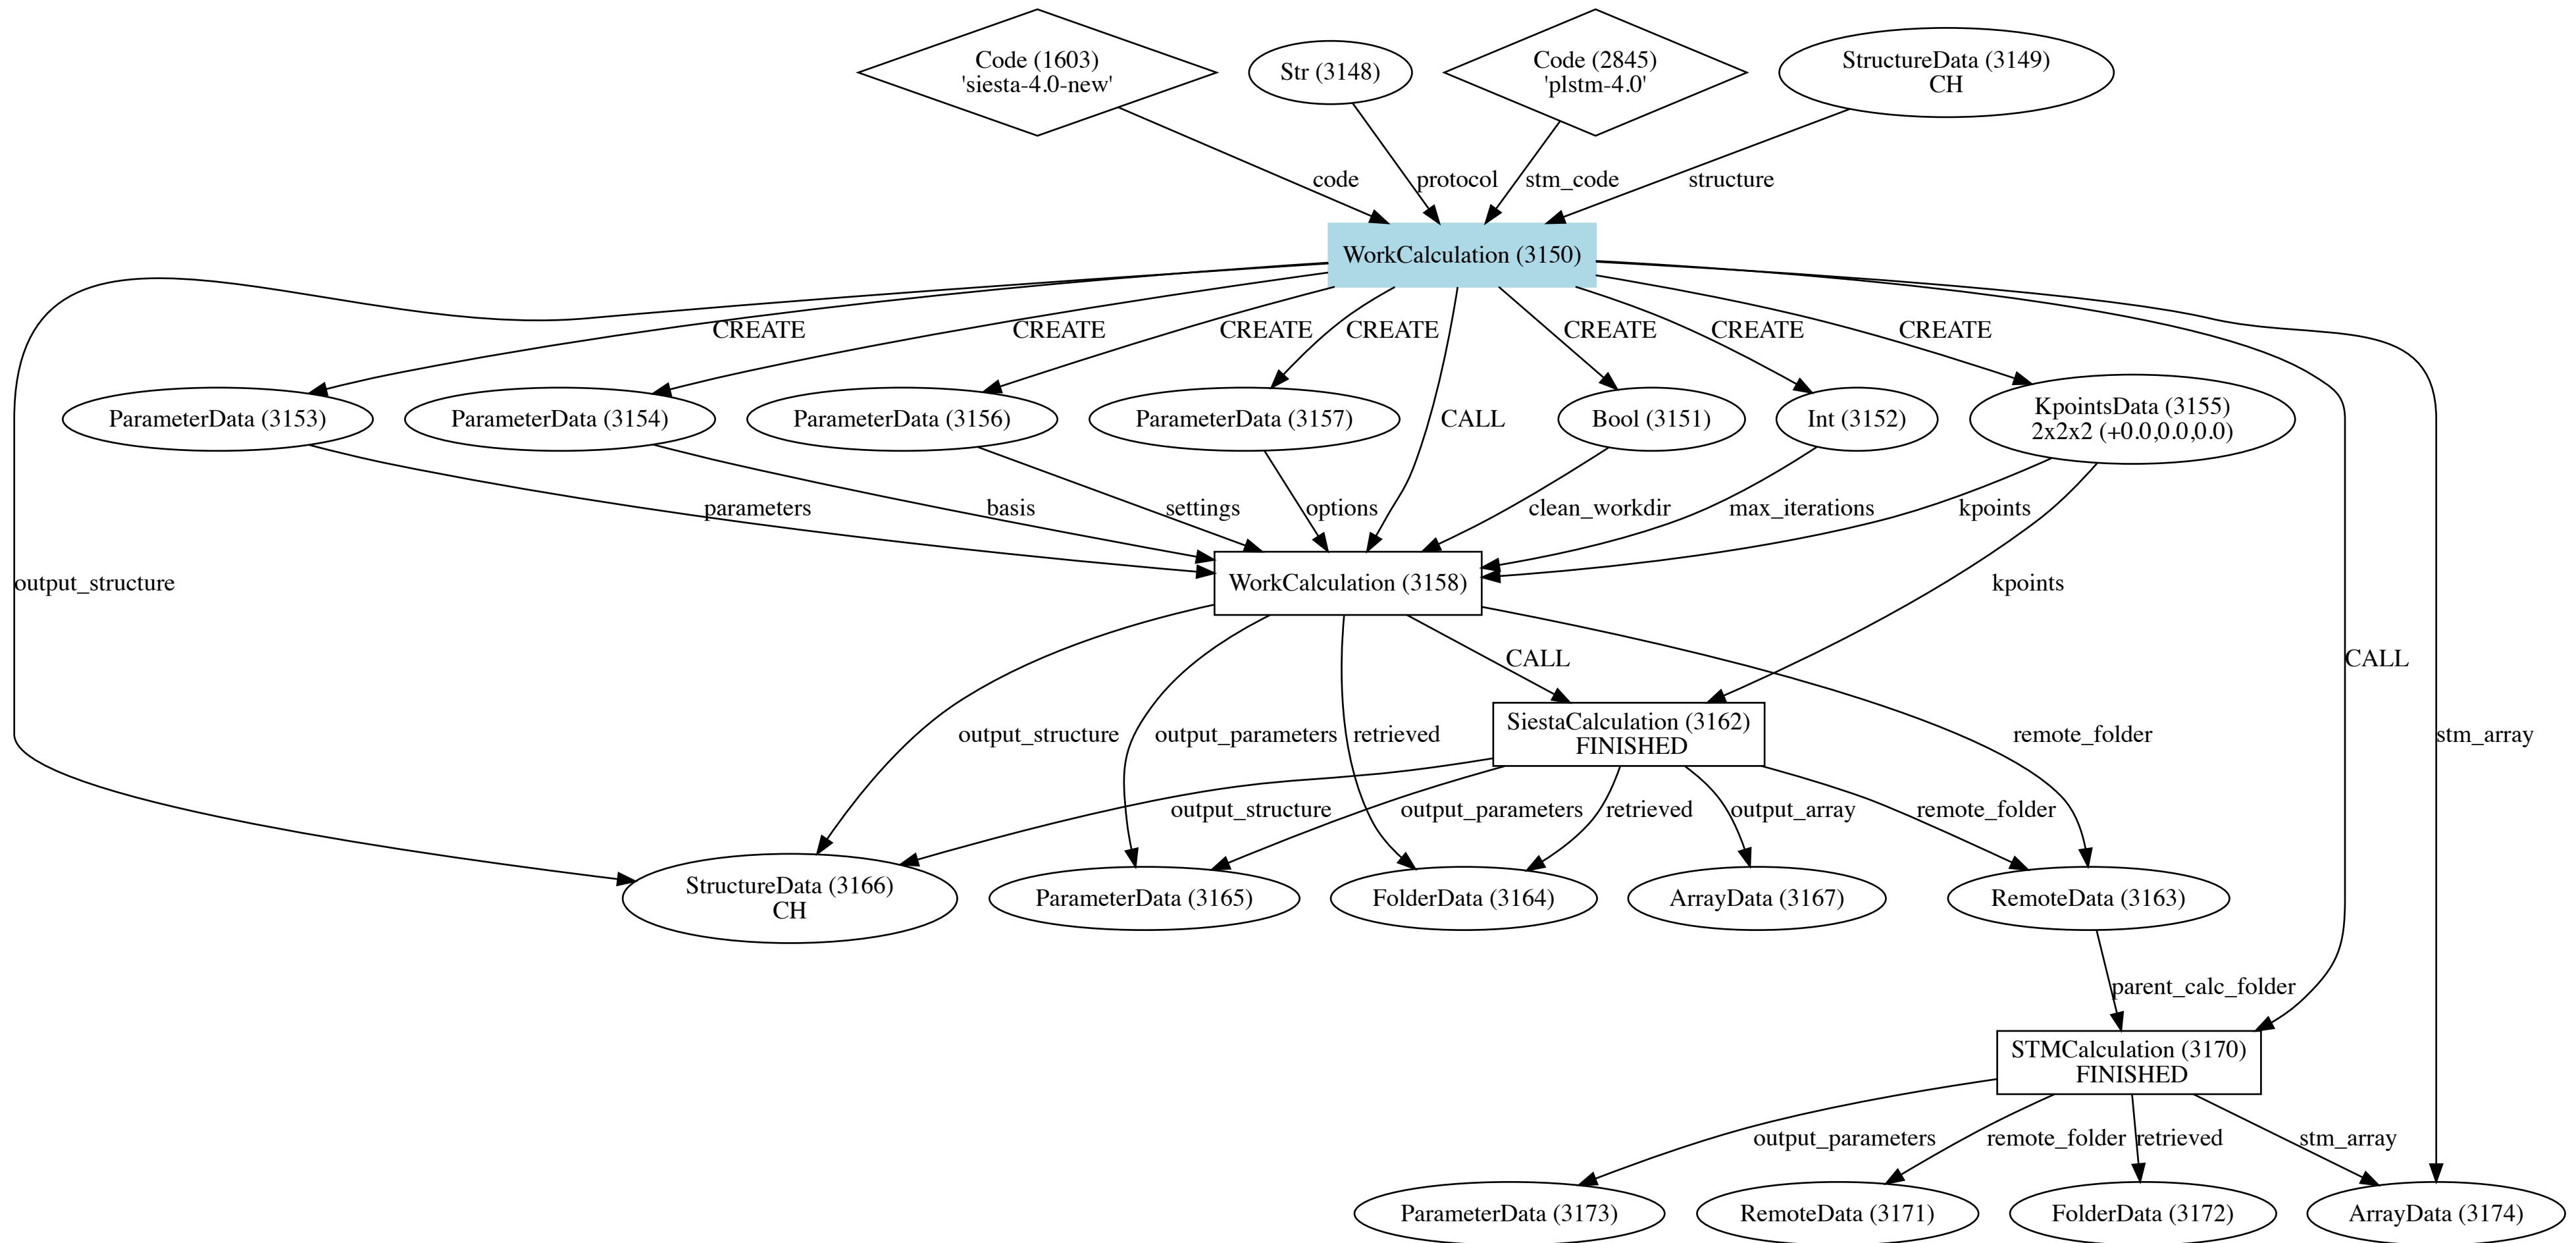 Code (1603)
'siesta-4.0-new'
Str (3148)
Code (2845)
'plstm-4.0'
StructureData (3149)
CH
code
protocol
stm_code
structure
WorkCalculation (3150)
CREATE
CREATE
CREATE
CREATE
CREATE
CREATE
CREATE
ParameterData (3153)
ParameterData (3154)
ParameterData (3156)
ParameterData (3157)
CALL
Bool (3151)
Int (3152)
KpointsData (3155)
2x2x2 (+0.0,0.0,0.0)
parameters
basis
settings
options
clean_workdir
max_iterations
kpoints
output_structure
WorkCalculation (3158)
kpoints
CALL
CALL
output_structure
output_parameters
retrieved
SiestaCalculation (3162)
FINISHED
remote_folder
stm_array
output_structure
output_parameters
retrieved
output_array
remote_folder
StructureData (3166)
CH
ParameterData (3165)
FolderData (3164)
ArrayData (3167)
RemoteData (3163)
parent_calc_folder
STMCalculation (3170)
FINISHED
output_parameters
remote_folder
retrieved
stm_array
ParameterData (3173)
RemoteData (3171)
FolderData (3172)
ArrayData (3174)